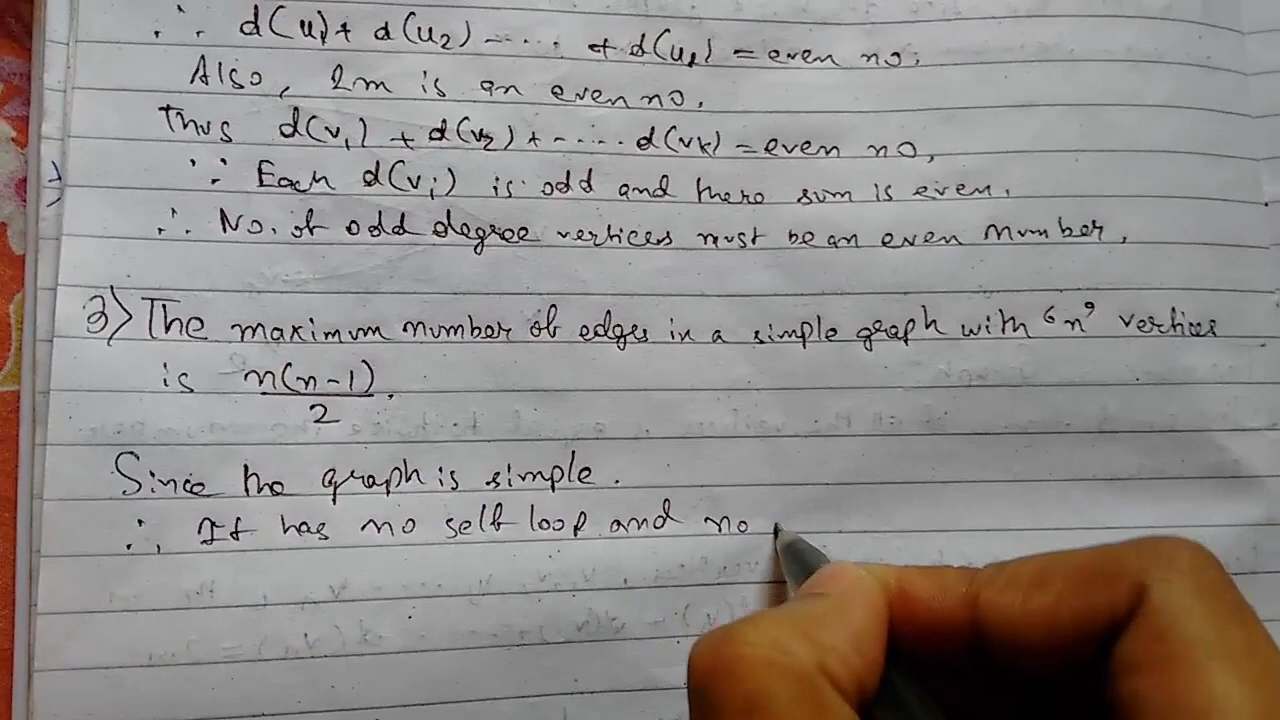 ∴ d(u1)+ d(u2) ----... + d(ul) = even no.
Also, 2m is an even no.
Thus d(v1) + d(v2) + -.... d(vk) = even no,
∵ Each d(vi) is odd and there sum is even.
∴ No. of odd degree vertices must be an even number.
3> The maximum number of edges in a simple graph with 'n' vertices
is n(n-1)/2.
Since the graph is simple.
∴ It has no self loop and no